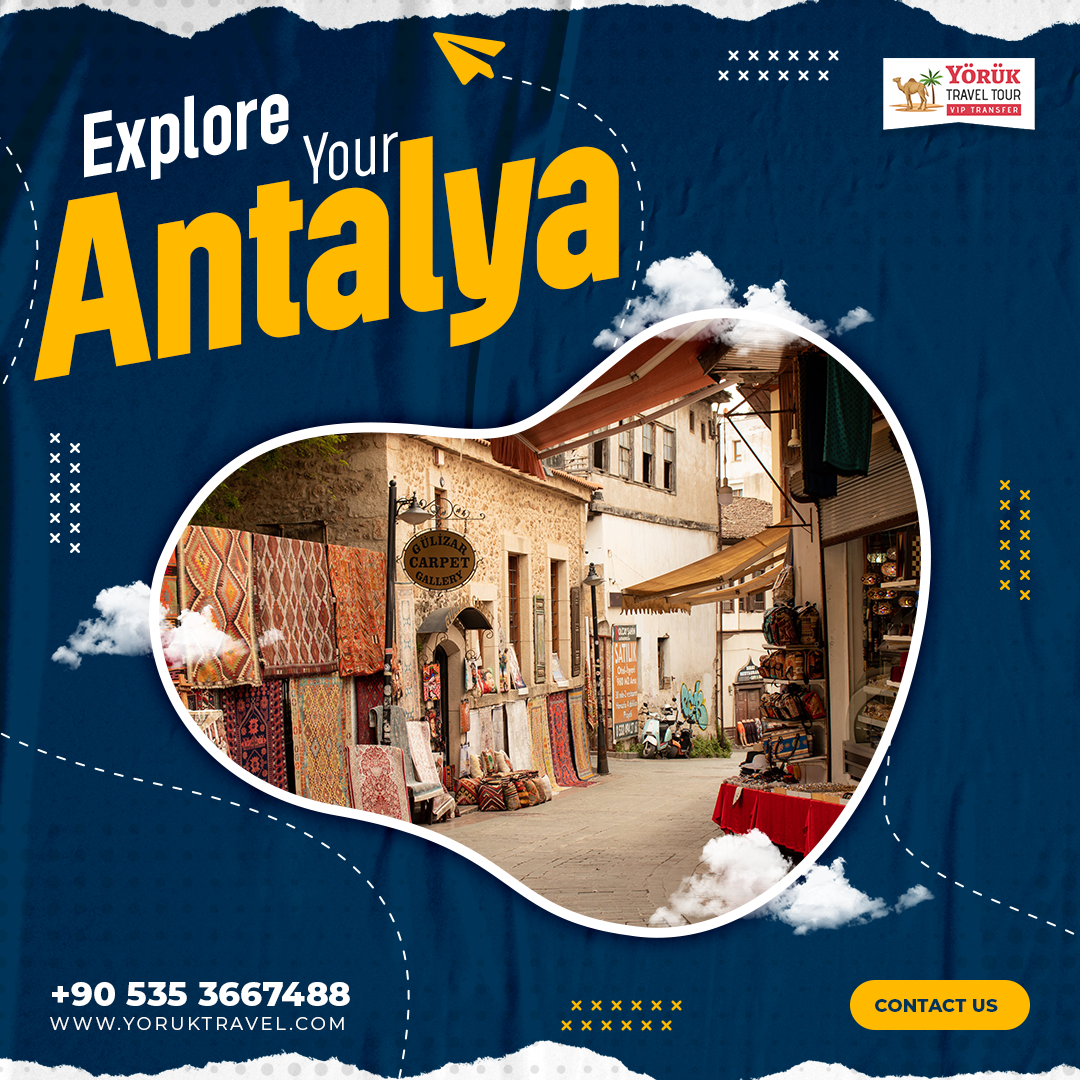 Explore
Your
Antalya
YÖRÜK
TRAVEL TOUR
VIP TRANSFER
GÜLİZAR
CARPET
GALLERY
SATILIK
+90 535 3667488
WWW.YORUKTRAVEL.COM
CONTACT US